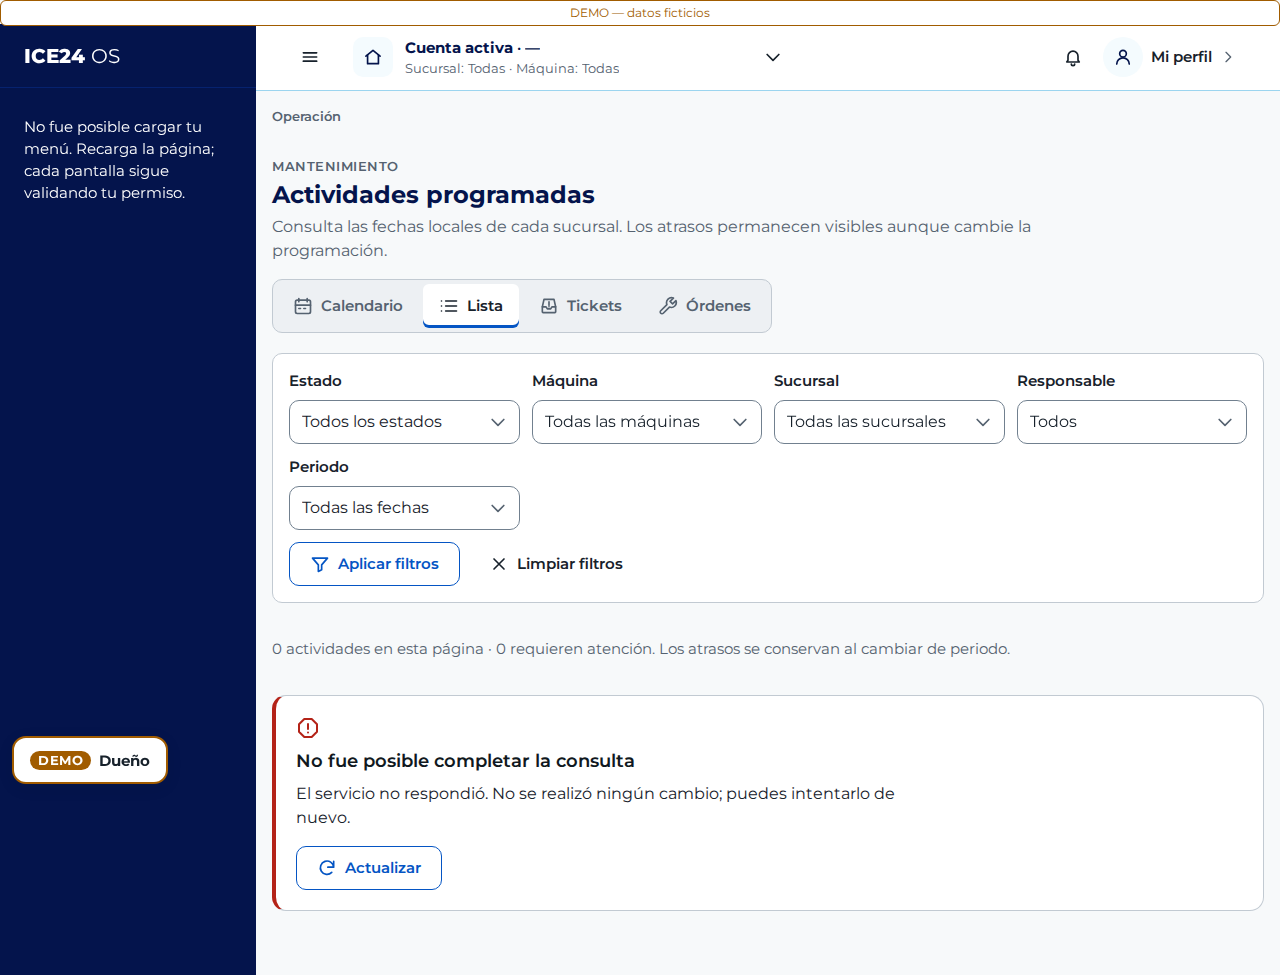 DEMO — datos ficticios
ICE24 OS
Cuenta activa · —
Sucursal: Todas · Máquina: Todas
Mi perfil
No fue posible cargar tu
menú. Recarga la página;
cada pantalla sigue
validando tu permiso.
Operación
MANTENIMIENTO
Actividades programadas
Consulta las fechas locales de cada sucursal. Los atrasos permanecen visibles aunque cambie la
programación.
Calendario
Lista
Tickets
Órdenes
Estado
Máquina
Sucursal
Responsable
Todos los estados
Todas las máquinas
Todas las sucursales
Todos
Periodo
Todas las fechas
Aplicar filtros
Limpiar filtros
0 actividades en esta página · 0 requieren atención. Los atrasos se conservan al cambiar de periodo.
No fue posible completar la consulta
El servicio no respondió. No se realizó ningún cambio; puedes intentarlo de
nuevo.
Actualizar
DEMO Dueño